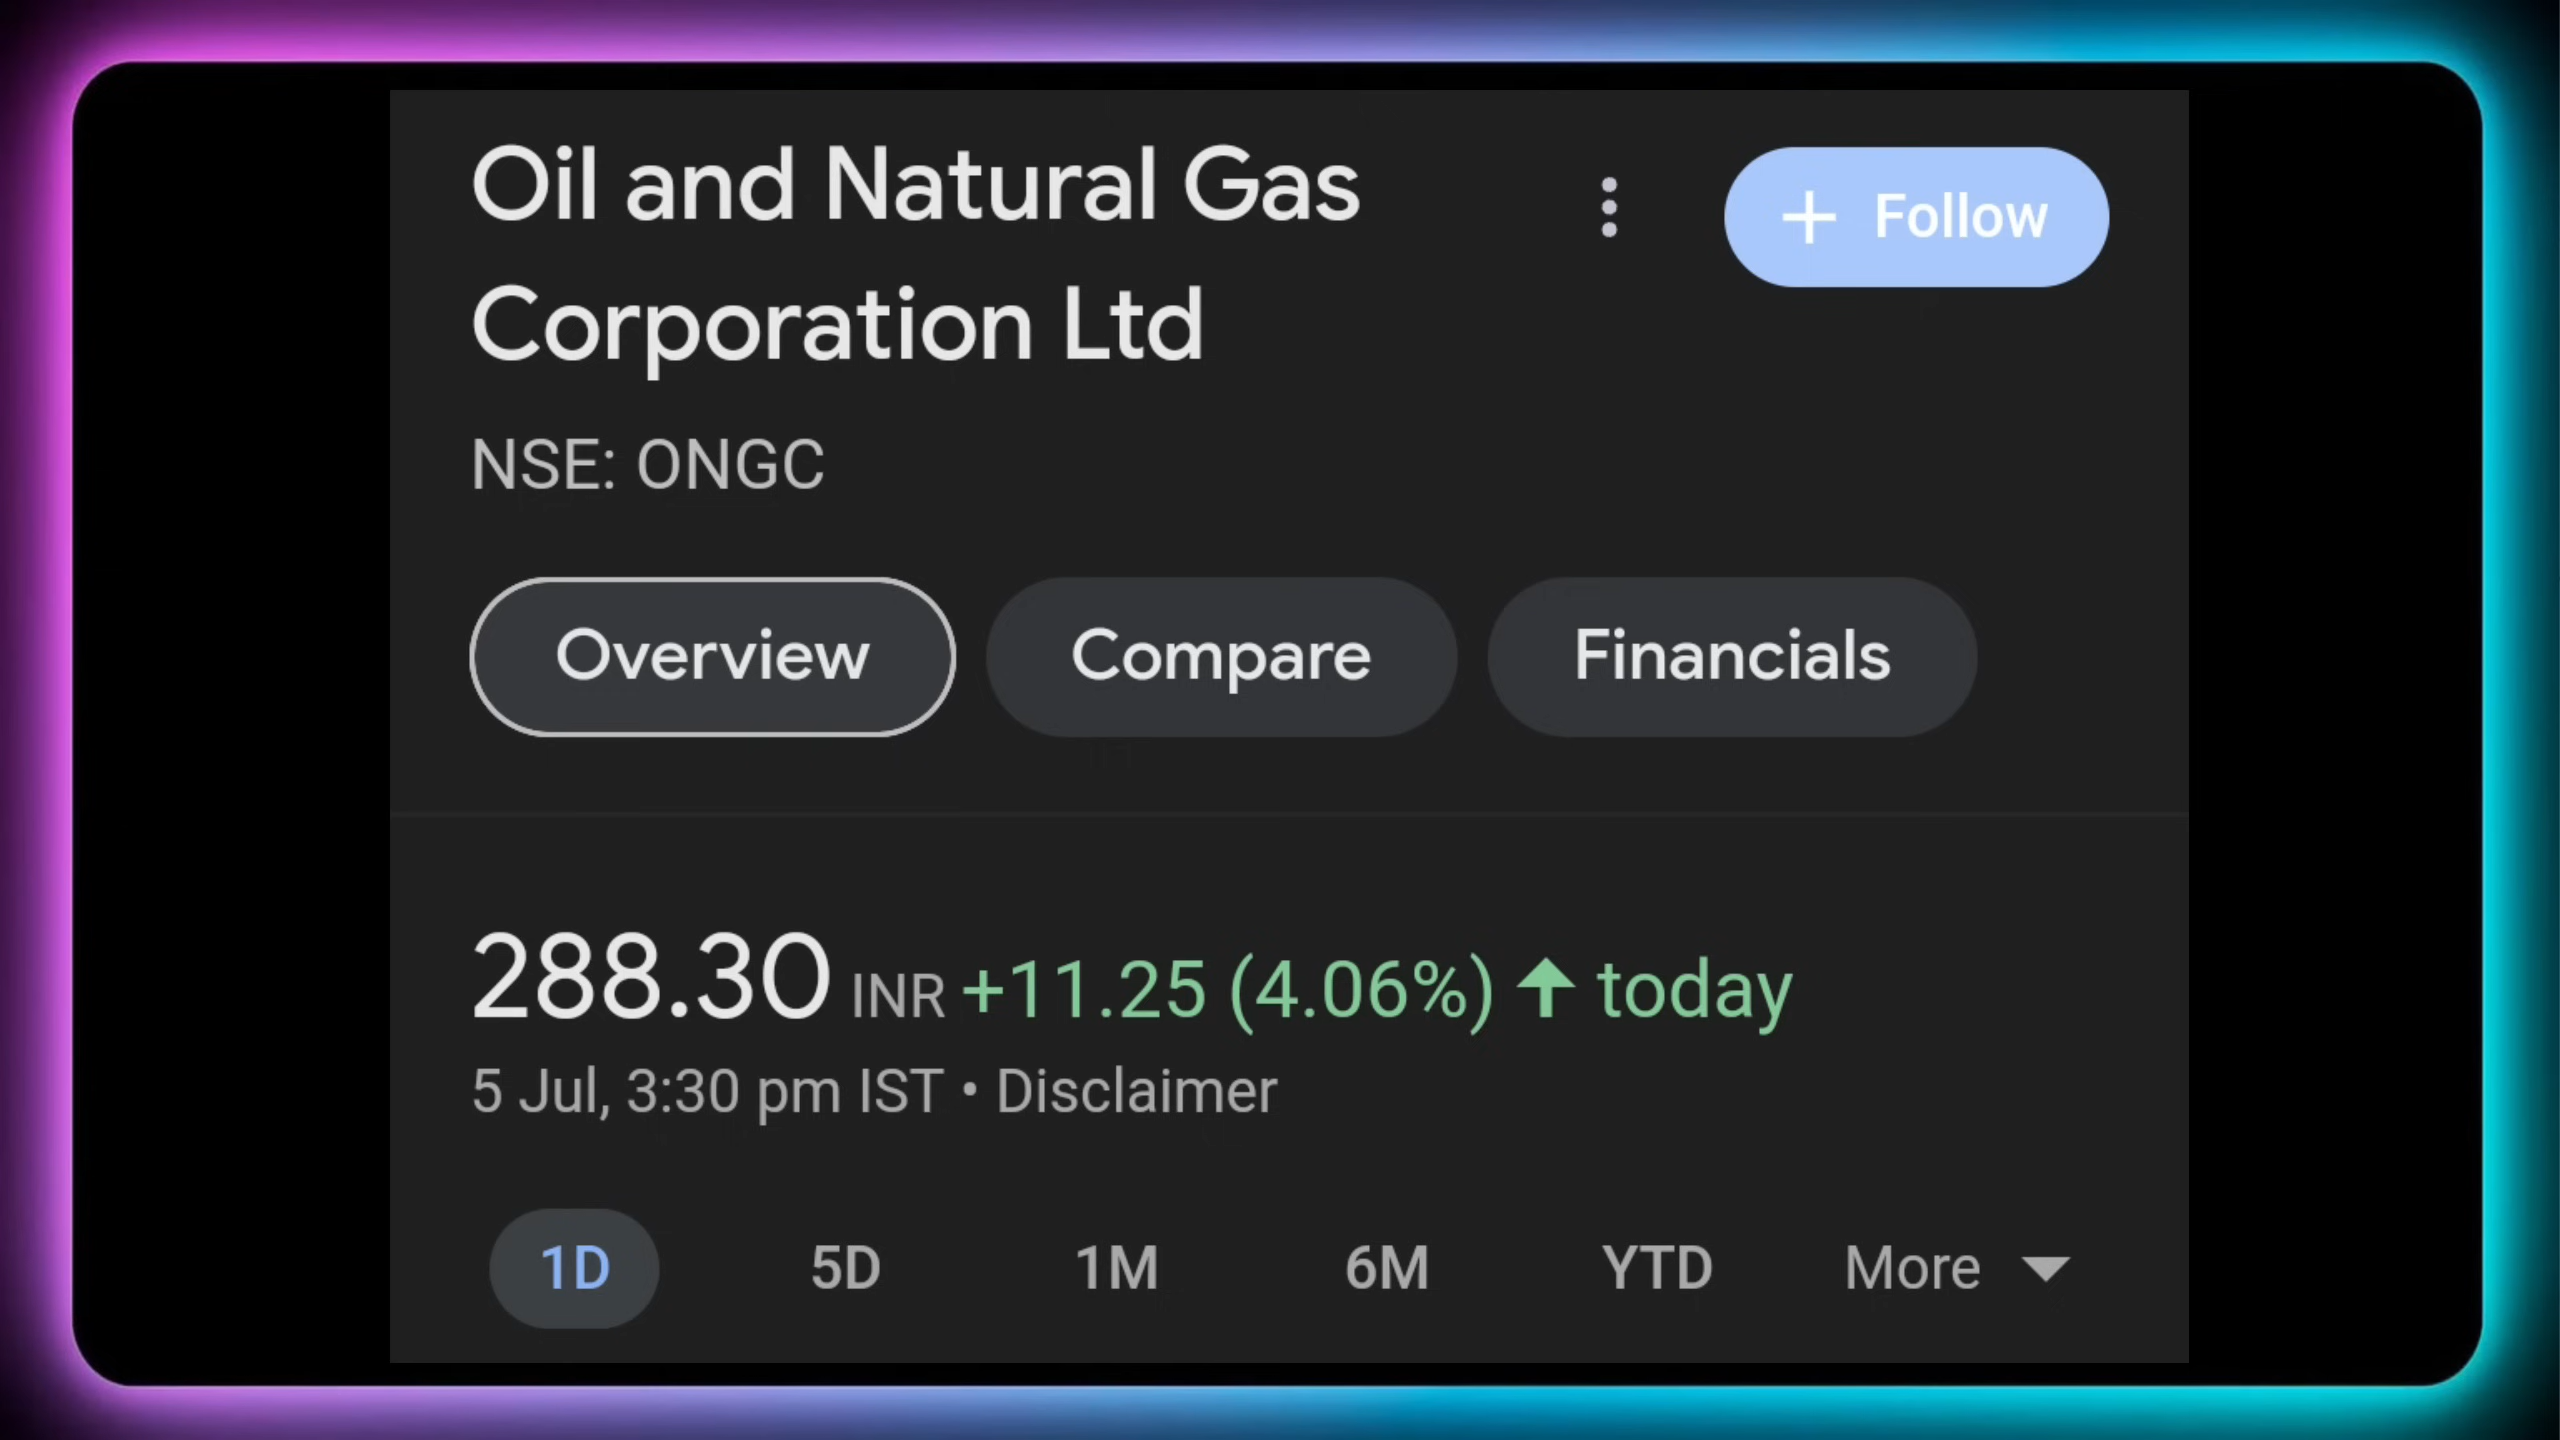 Oil and Natural Gas
Corporation Ltd
+ Follow
NSE: ONGC
Overview
Compare
Financials
288.30 INR +11.25 (4.06%) ↑ today
5 Jul, 3:30 pm IST • Disclaimer
1D 5D 1M 6M YTD More